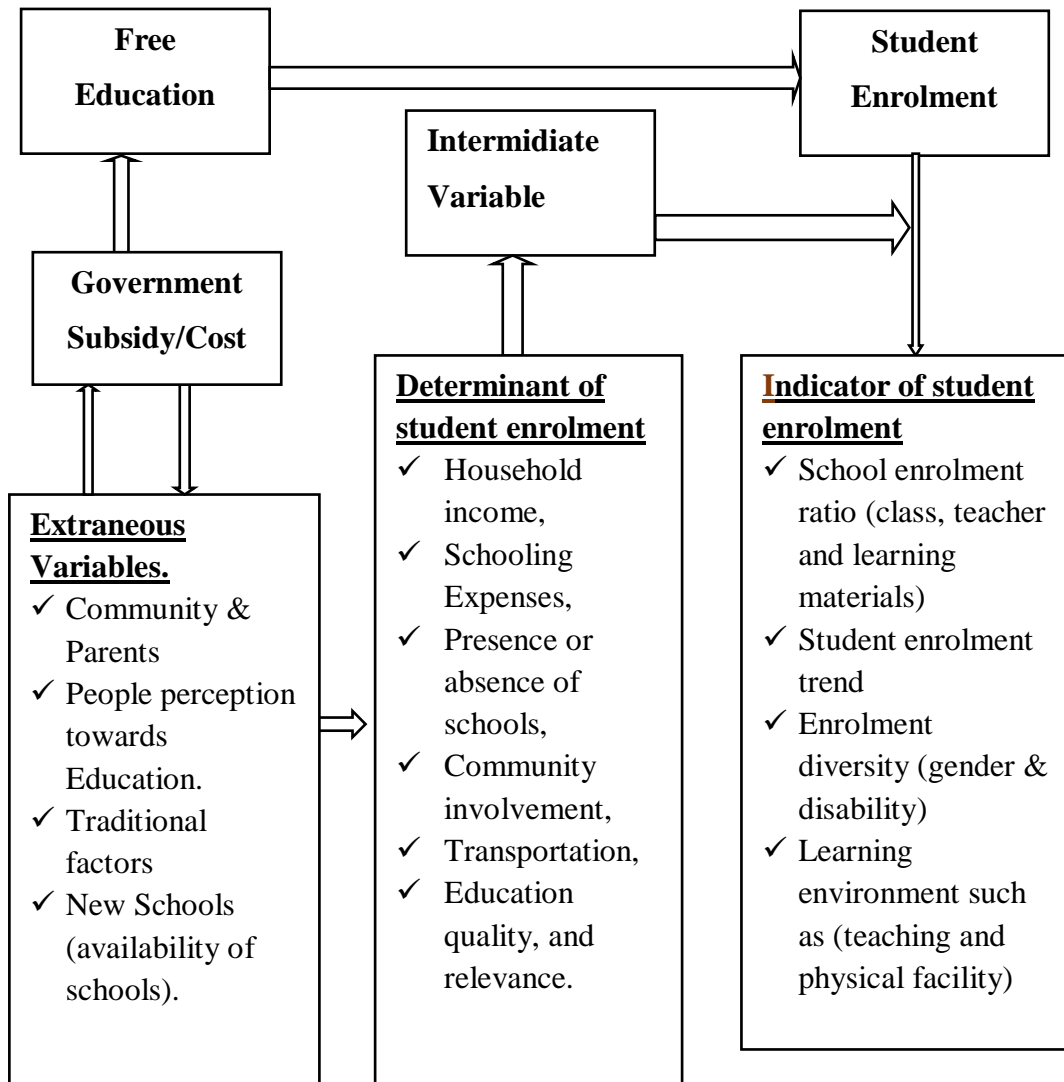 Free
Education
Student
Enrolment
Intermidiate
Variable
Government
Subsidy/Cost
Extraneous
Variables.
✓ Community &
Parents
✓ People perception
towards
Education.
✓ Traditional
factors
✓ New Schools
(availability of
schools).
Determinant of
student enrolment
✓ Household
income,
✓ Schooling
Expenses,
✓ Presence or
absence of
schools,
✓ Community
involvement,
✓ Transportation,
✓ Education
quality, and
relevance.
Indicator of student
enrolment
✓ School enrolment
ratio (class, teacher
and learning
materials)
✓ Student enrolment
trend
✓ Enrolment
diversity (gender &
disability)
✓ Learning
environment such
as (teaching and
physical facility)